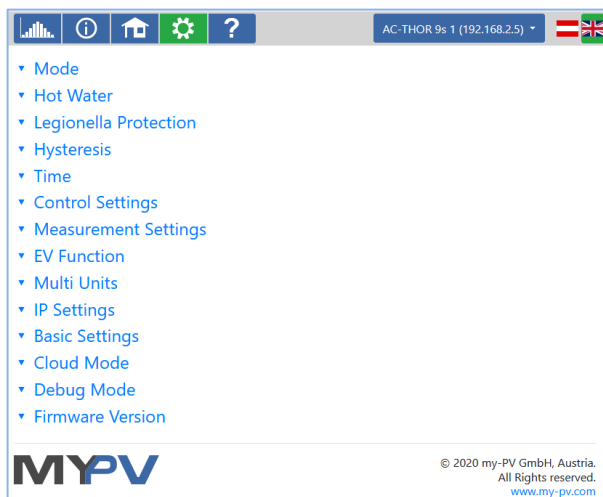 ? AC-THOR 9s 1 (192.168.2.5)
Mode
Hot Water
Legionella Protection
Hysteresis
Time
Control Settings
Measurement Settings
EV Function
Multi Units
IP Settings
Basic Settings
Cloud Mode
Debug Mode
Firmware Version
MYPV
© 2020 my-PV GmbH, Austria.
All Rights reserved.
www.my-pv.com